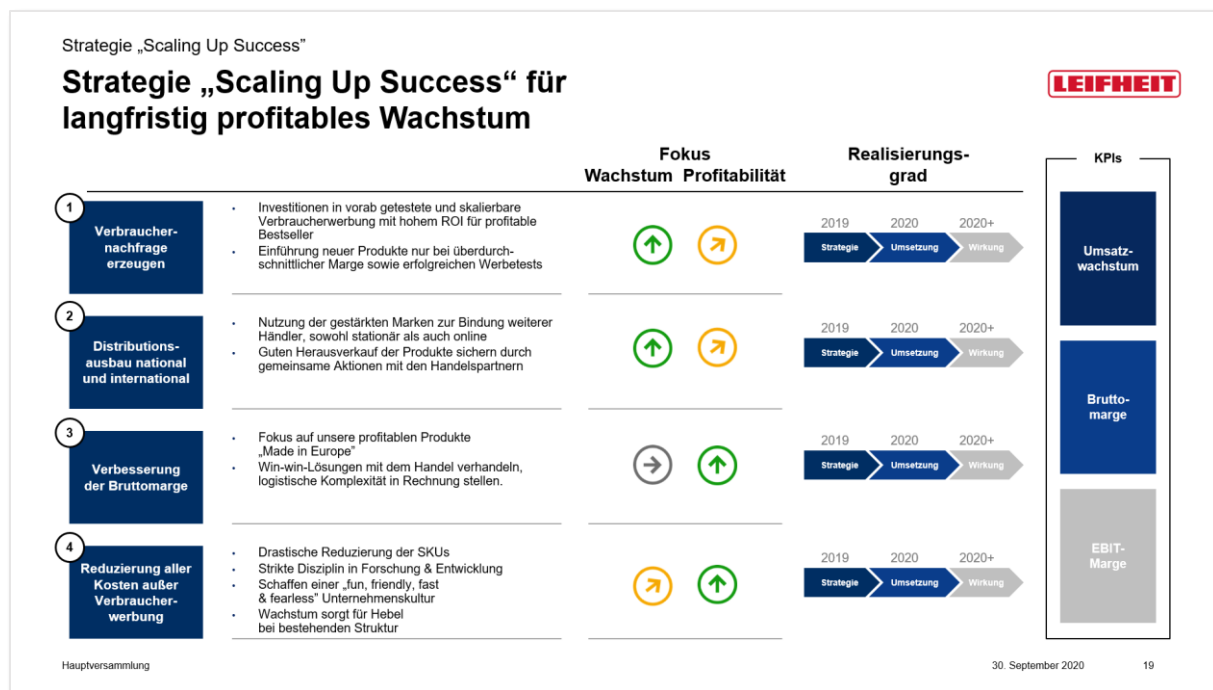 Strategie „Scaling Up Success”
Strategie „Scaling Up Success“ für
langfristig profitables Wachstum
LEIFHEIT
Fokus
Wachstum Profitabilität
Realisierungs-
grad
KPIs
1
Verbraucher-
nachfrage
erzeugen
• Investitionen in vorab getestete und skalierbare
Verbraucherwerbung mit hohem ROI für profitable
Bestseller
• Einführung neuer Produkte nur bei überdurch-
schnittlicher Marge sowie erfolgreichen Werbetests
2019 2020 2020+
Strategie Umsetzung Wirkung
2
Distributions-
ausbau national
und international
• Nutzung der gestärkten Marken zur Bindung weiterer
Händler, sowohl stationär als auch online
• Guten Herausverkauf der Produkte sichern durch
gemeinsame Aktionen mit den Handelspartnern
2019 2020 2020+
Strategie Umsetzung Wirkung
3
Verbesserung
der Bruttomarge
• Fokus auf unsere profitablen Produkte
„Made in Europe”
• Win-win-Lösungen mit dem Handel verhandeln,
logistische Komplexität in Rechnung stellen.
2019 2020 2020+
Strategie Umsetzung Wirkung
4
Reduzierung aller
Kosten außer
Verbraucher-
werbung
• Drastische Reduzierung der SKUs
• Strikte Disziplin in Forschung & Entwicklung
• Schaffen einer „fun, friendly, fast
& fearless” Unternehmenskultur
• Wachstum sorgt für Hebel
bei bestehenden Struktur
2019 2020 2020+
Strategie Umsetzung Wirkung
Umsatz-
wachstum
Brutto-
marge
EBIT-
Marge
Hauptversammlung
30. September 2020
19